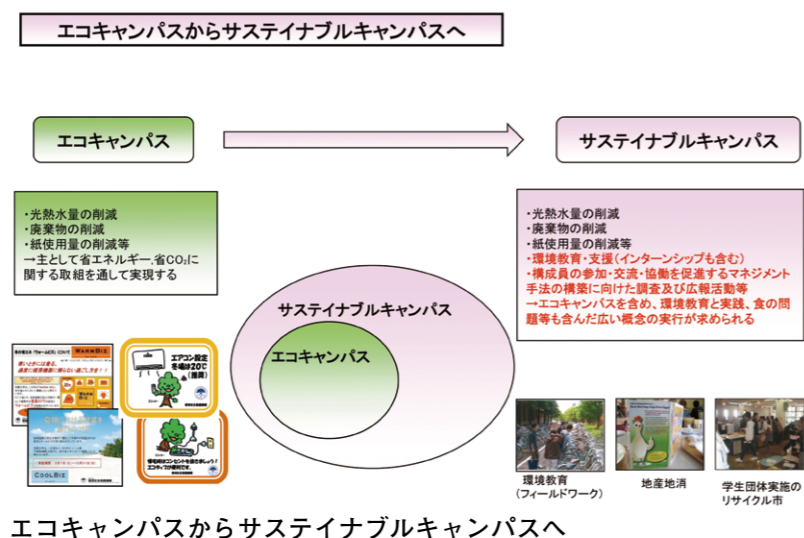 エコキャンパスからサステイナブルキャンパスへ
エコキャンパス
サステイナブルキャンパス
・光熱水量の削減
・廃棄物の削減
・紙使用量の削減等
→主として省エネルギー,省CO₂に
関する取組を通して実現する
・光熱水量の削減
・廃棄物の削減
・紙使用量の削減等
・環境教育・支援(インターンシップも含む)
・構成員の参加・交流・協働を促進するマネジメント
手法の構築に向けた調査及び広報活動等
→エコキャンパスを含め、環境教育と実践、食の問
題等も含んだ広い概念の実行が求められる
サステイナブルキャンパス
エコキャンパス
WARMBIZ
エアコン設定
冬場は20℃
(推奨)
COOLBIZ
環境教育
(フィールドワーク)
地産地消
学生団体実施の
リサイクル市
エコキャンパスからサステイナブルキャンパスへ